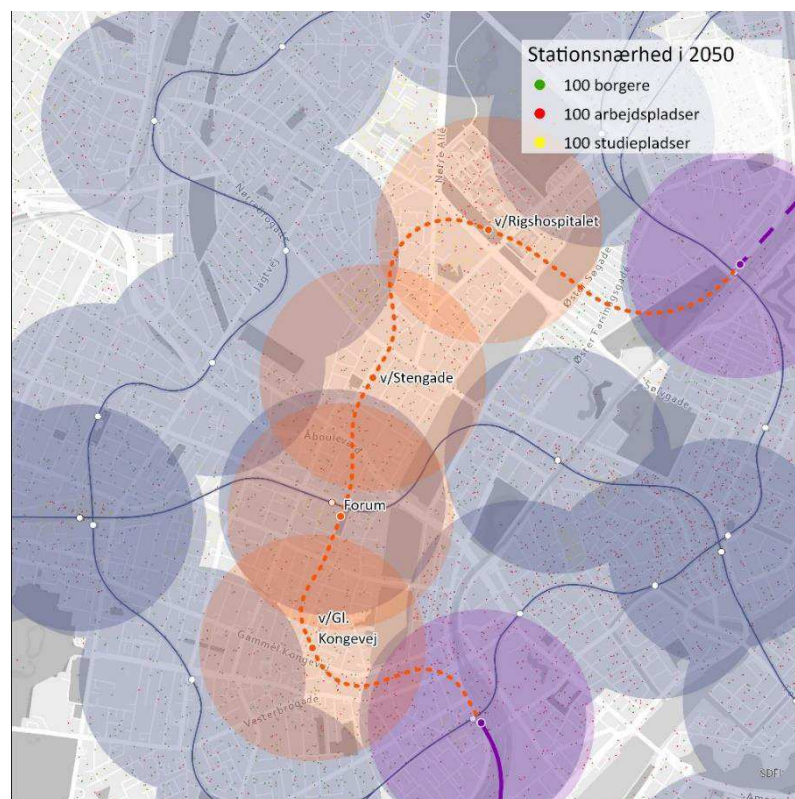 Stationsnærhed i 2050
100 borgere
100 arbejdspladser
100 studiepladser
Nørre Allé
v/Rigshospitalet
Nørrebrogade
Jagtvej
Øster Søgade
Øster Farimagsgade
v/Stengade
Sølvgade
Åboulevard
Forum
v/Gl.
Kongevej
Gammel Kongevej
Vesterbrogade
SDFI